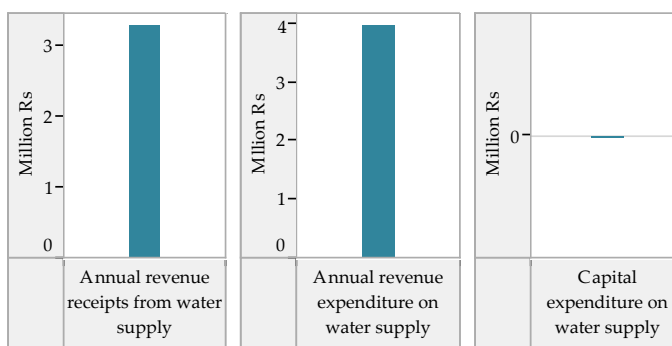 Million Rs
3
2
1
0
Annual revenue
receipts from water
supply
Million Rs
4
3
2
1
0
Annual revenue
expenditure on
water supply
Million Rs
0
Capital
expenditure on
water supply